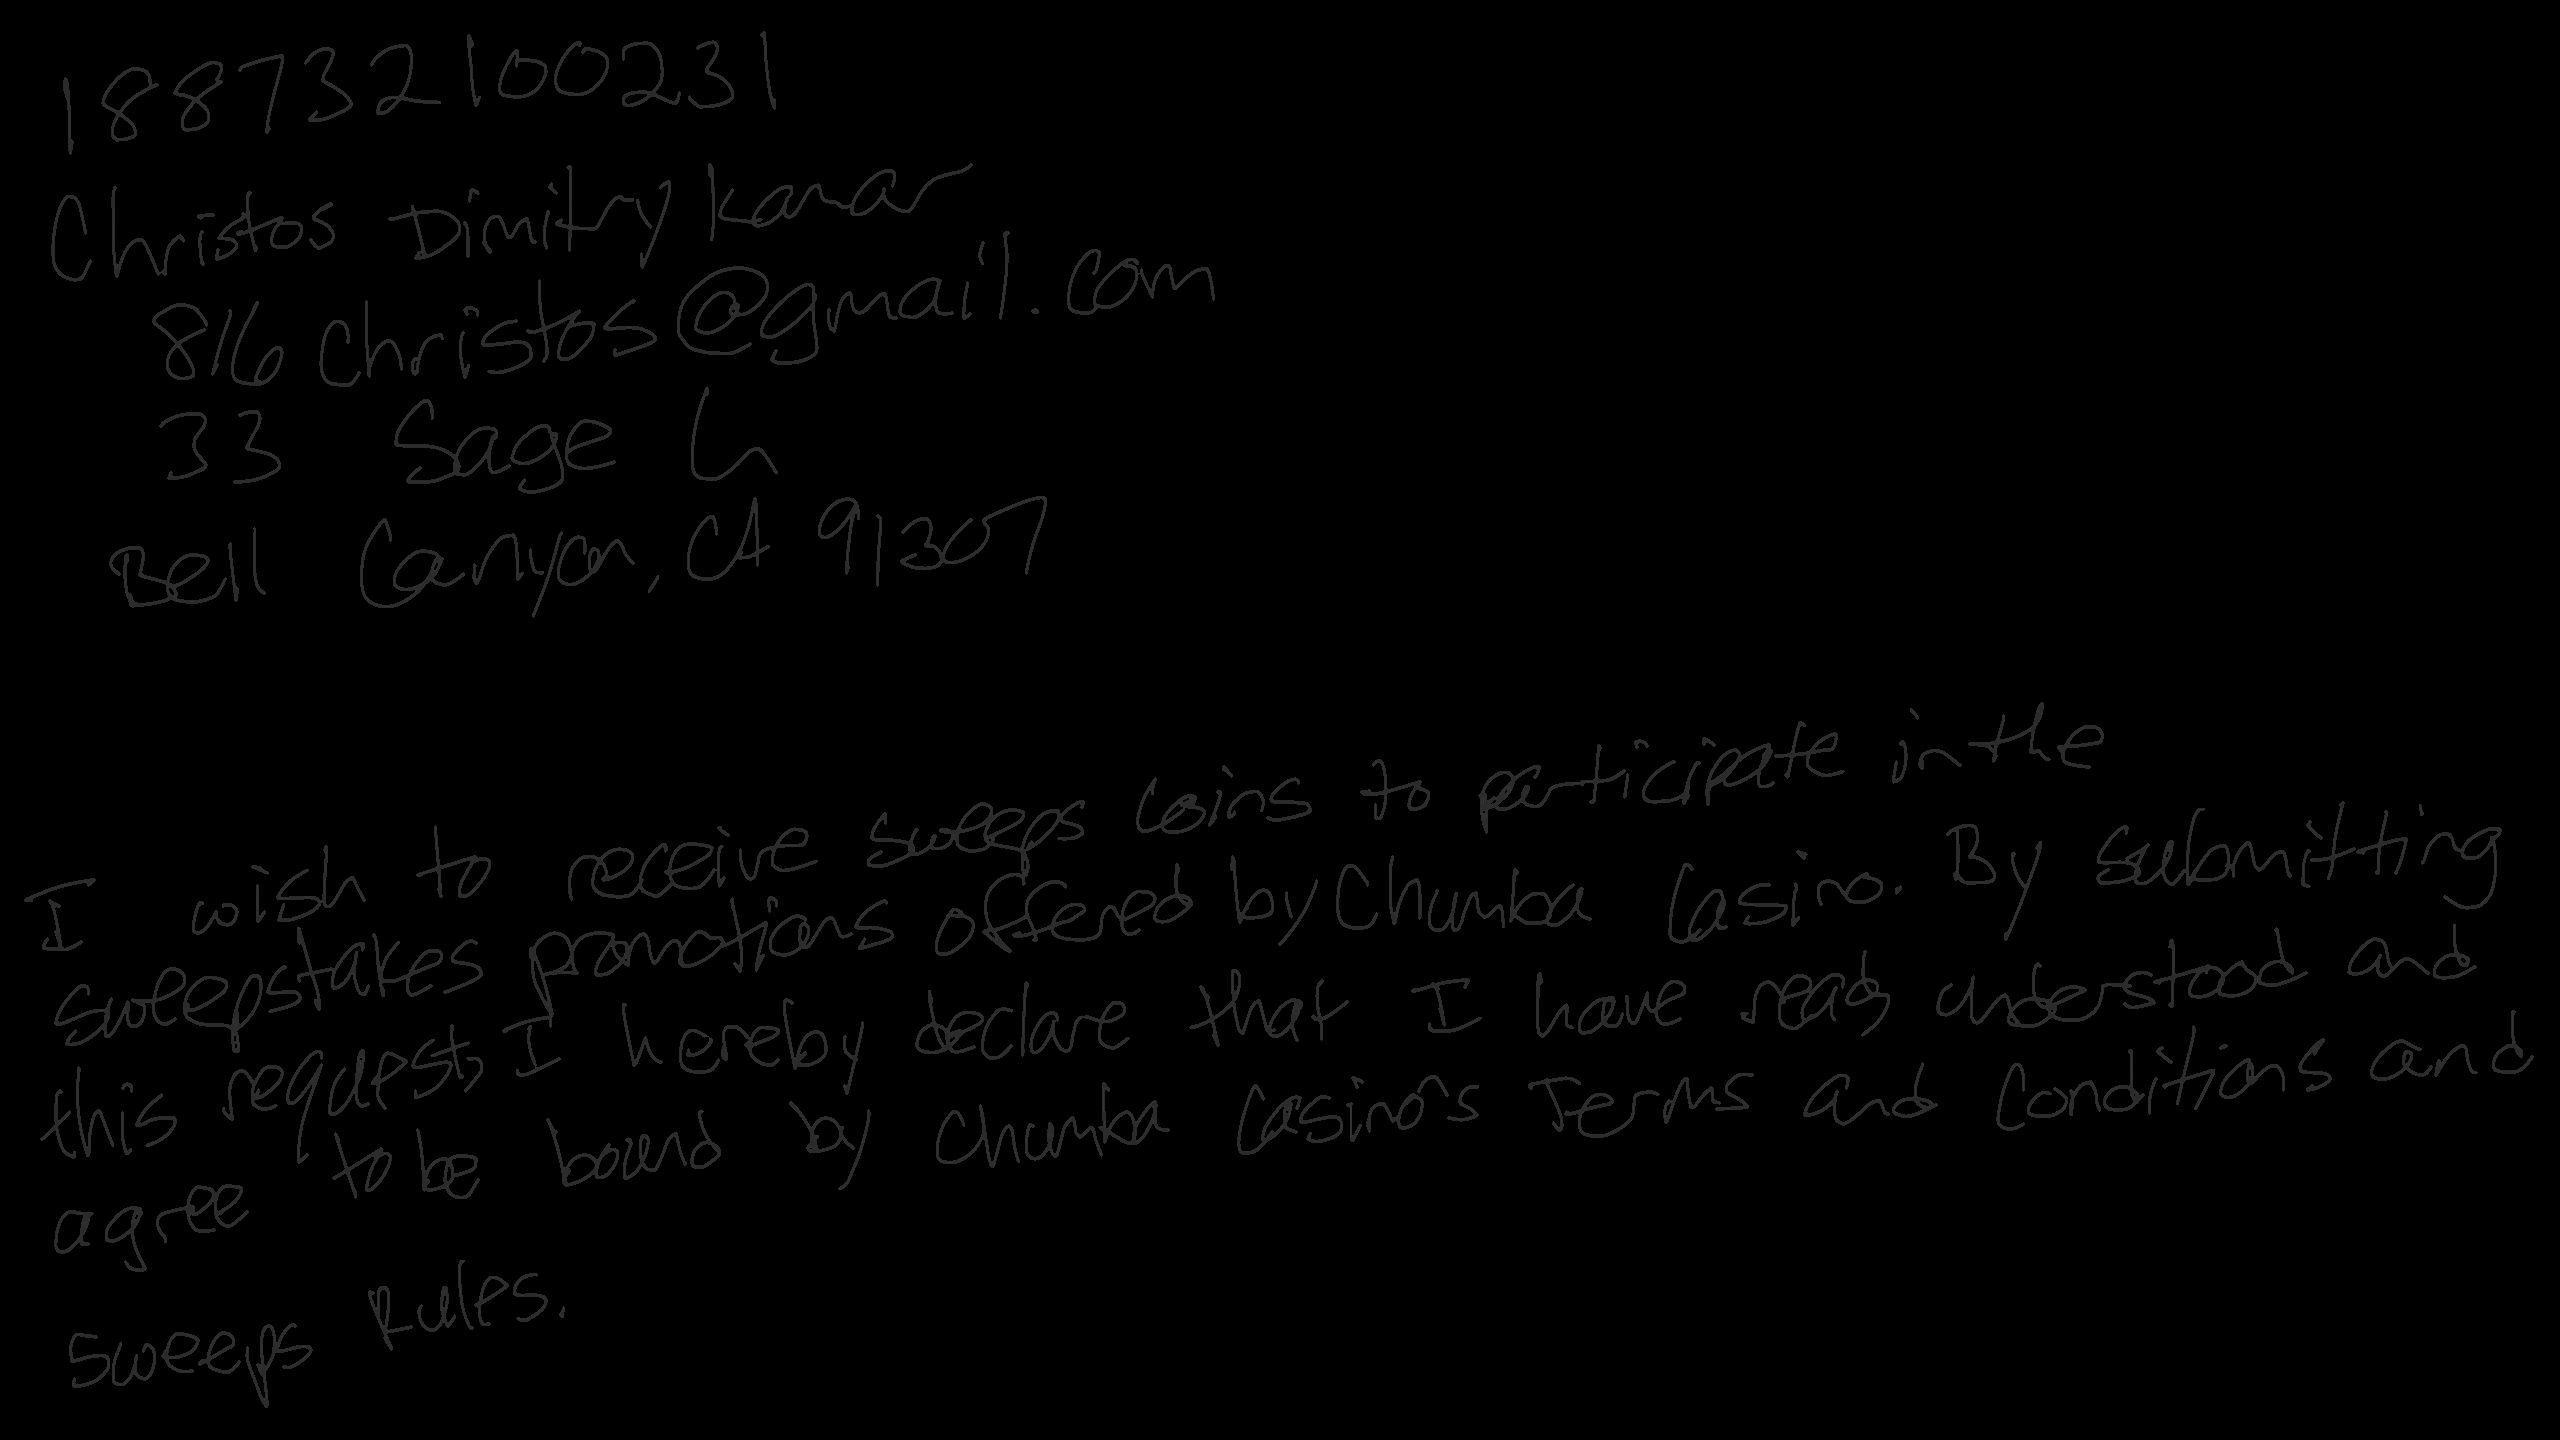 188732100231
Christos Dimitry Kanar
816christos@gmail.com
33 Sage Ln
Bell Canyon, CA 91307
I wish to receive sweeps coins to participate in the
sweepstakes promotions offered by Chumba Casino. By submitting
this request, I hereby declare that I have read, understood and
agree to be bound by Chumba Casino's Terms and Conditions and
Sweeps Rules.